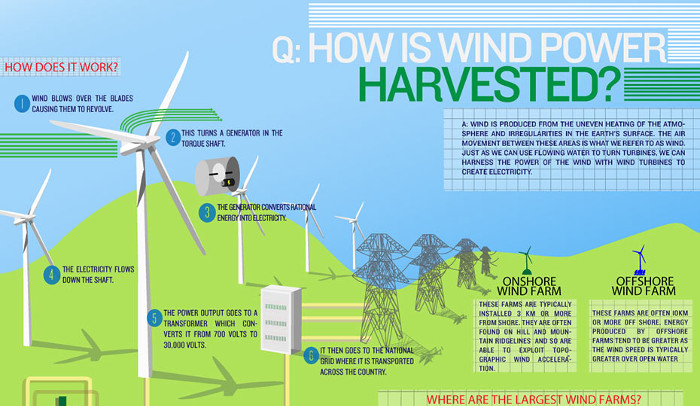 Q: HOW IS WIND POWER
HARVESTED?
HOW DOES IT WORK?
1 WIND BLOWS OVER THE BLADES
CAUSING THEM TO REVOLVE.
2 THIS TURNS A GENERATOR IN THE
TORQUE SHAFT.
3 THE GENERATOR CONVERTS RATIONAL
ENERGY INTO ELECTRICITY.
4 THE ELECTRICITY FLOWS
DOWN THE SHAFT.
5 THE POWER OUTPUT GOES TO A
TRANSFORMER WHICH CON-
VERTS IT FROM 700 VOLTS TO
30.000 VOLTS.
6 IT THEN GOES TO THE NATIONAL
GRID WHERE IT IS TRANSPORTED
ACROSS THE COUNTRY.
A: WIND IS PRODUCED FROM THE UNEVEN HEATING OF THE ATMO-
SPHERE AND IRREGULARITIES IN THE EARTH'S SURFACE. THE AIR
MOVEMENT BETWEEN THESE AREAS IS WHAT WE REFER TO AS WIND.
JUST AS WE CAN USE FLOWING WATER TO TURN TURBINES, WE CAN
HARNESS THE POWER OF THE WIND WITH WIND TURBINES TO
CREATE ELECTRICITY.
ONSHORE
WIND FARM
THESE FARMS ARE TYPICALLY
INSTALLED 3 KM OR MORE
FROM SHORE. THEY ARE OFTEN
FOUND ON HILL AND MOUN-
TAIN RIDGELINES AND SO ARE
ABLE TO EXPLOIT TOPO-
GRAPHIC WIND ACCELERA-
TION.
OFFSHORE
WIND FARM
THESE FARMS ARE OFTEN 10KM
OR MORE OFF SHORE. ENERGY
PRODUCED BY OFFSHORE
FARMS TEND TO BE GREATER AS
THE WIND SPEED IS TYPICALLY
GREATER OVER OPEN WATER
WHERE ARE THE LARGEST WIND FARMS?